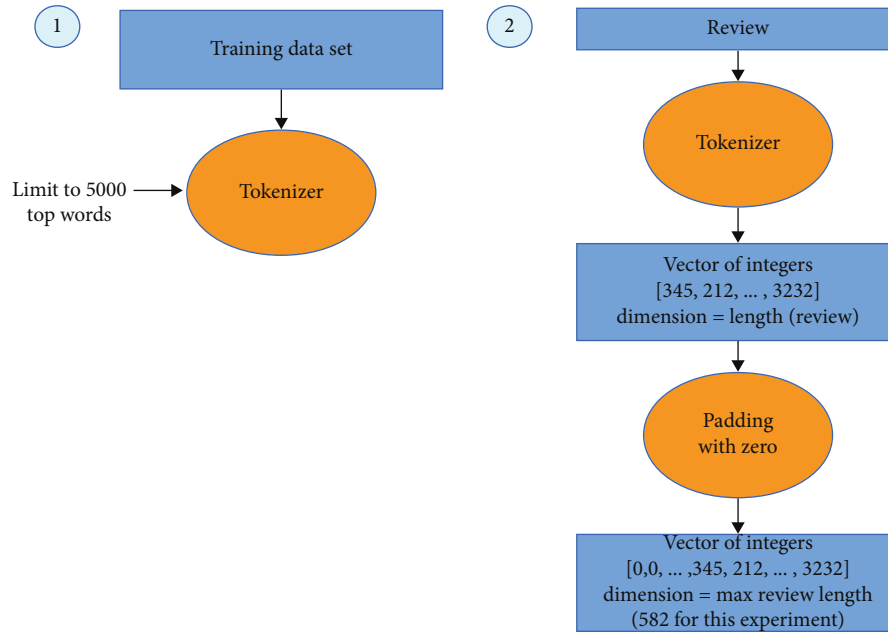 1
Training data set
Limit to 5000
top words
Tokenizer
2
Review
Tokenizer
Vector of integers
[345, 212, ... , 3232]
dimension = length (review)
Padding
with zero
Vector of integers
[0,0, ... ,345, 212, ... , 3232]
dimension = max review length
(582 for this experiment)